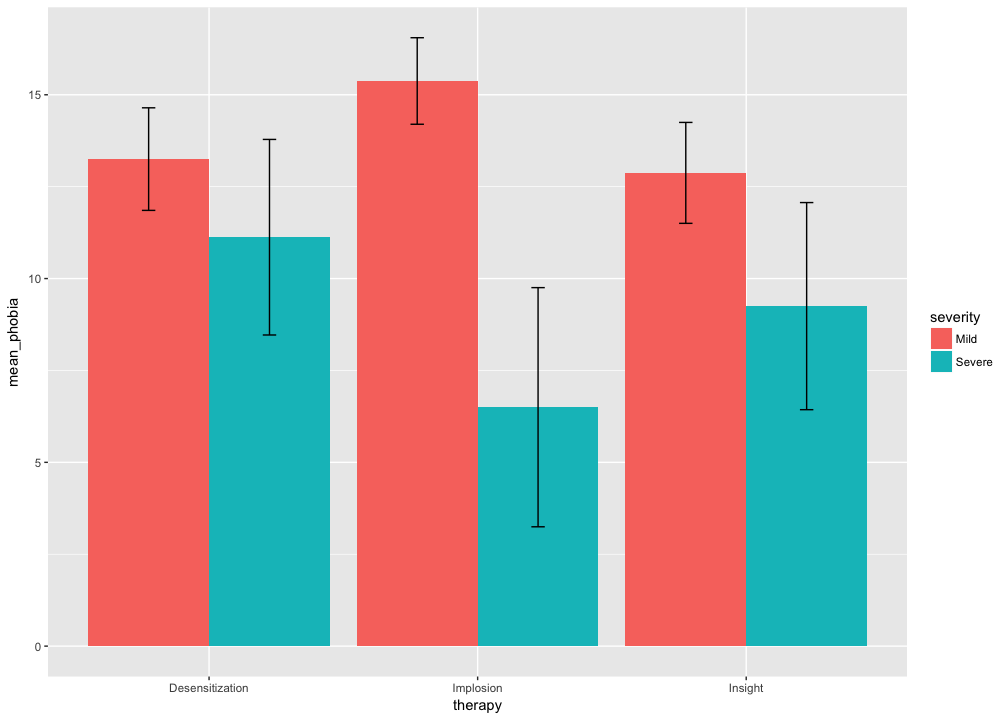 mean_phobia
15
10
5
0
Desensitization
Implosion
Insight
therapy
severity
Mild
Severe